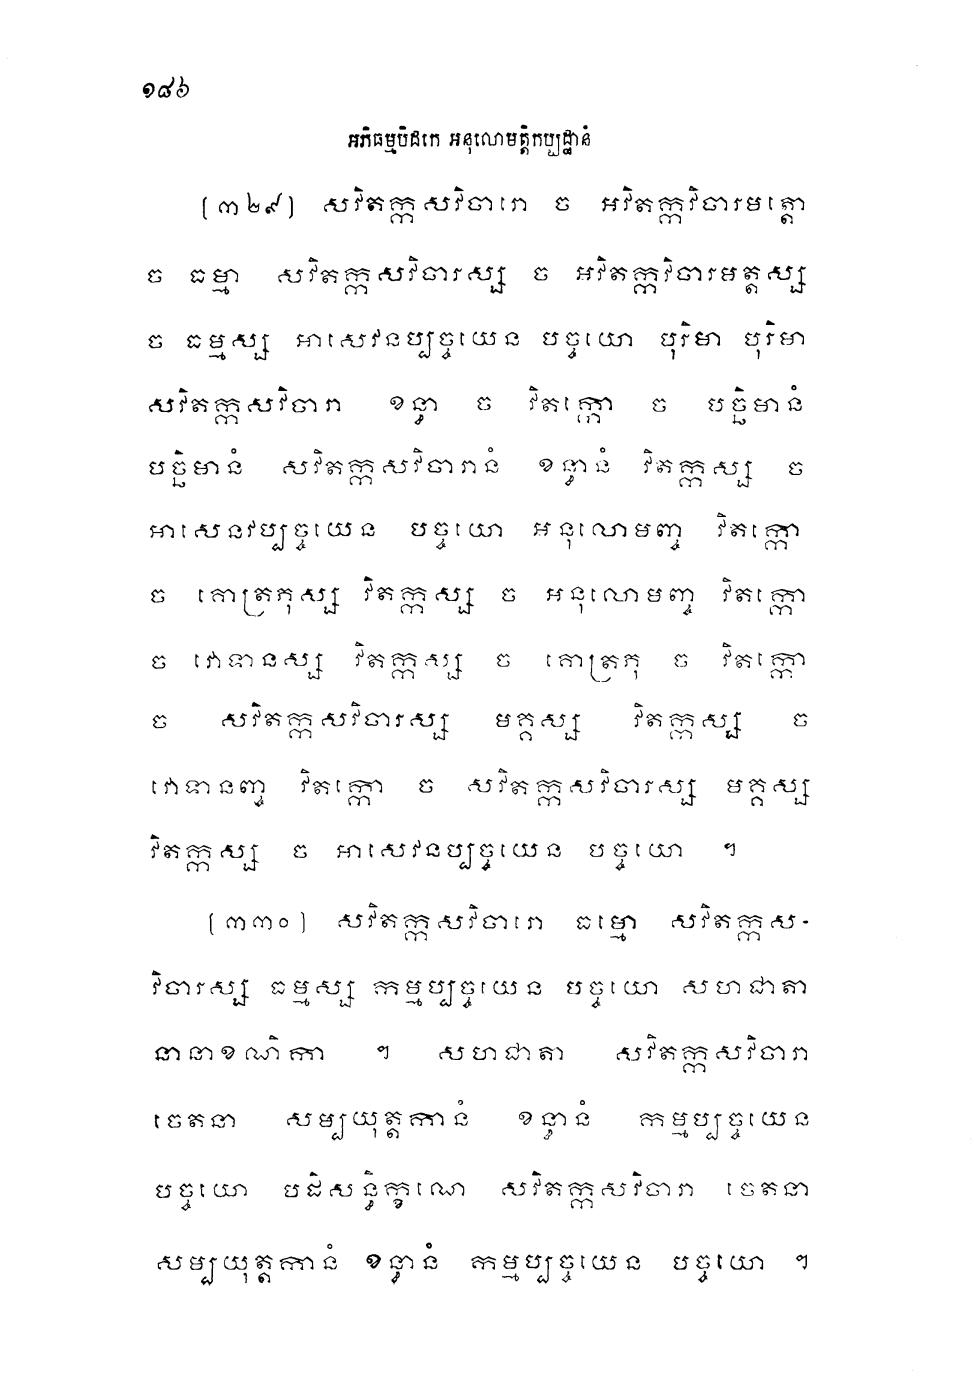 ១៨៦
អភិធម្មបិដកេ អនុលោមត្តិកប្បដ្ឋានំ
(៣២៩) សវិតក្កសវិចារោ ច អវិតក្កវិចារមត្តោ
ច ធម្មា សវិតក្កសវិចារស្ស ច អវិតក្កវិចារមត្តស្ស
ច ធម្មស្ស អាសេវនប្បច្ចយេន បច្ចយោ បុរិមា បុរិមា
សវិតក្កសវិចារា ខន្ធា ច វិតក្កោ ច បច្ឆិមានំ
បច្ឆិមានំ សវិតក្កសវិចារានំ ខន្ធានំ វិតក្កស្ស ច
អាសេនវប្បច្ចយេន បច្ចយោ អនុលោមញ្ច វិតក្កោ
ច គោត្រភុស្ស វិតក្កស្ស ច អនុលោមញ្ច វិតក្កោ
ច វោទានស្ស វិតក្កស្ស ច គោត្រភុ ច វិតក្កោ
ច សវិតក្កសវិចារស្ស មគ្គស្ស វិតក្កស្ស ច
វោទានញ្ច វិតក្កោ ច សវិតក្កសវិចារស្ស មគ្គស្ស
វិតក្កស្ស ច អាសេវនប្បច្ចយេន បច្ចយោ ។
(៣៣០) សវិតក្កសវិចារោ ធម្មោ សវិតក្កស-
វិចារស្ស ធម្មស្ស កម្មប្បច្ចយេន បច្ចយោ សហជាតា
នានាខណិកា ។ សហជាតា សវិតក្កសវិចារា
ចេតនា សម្បយុត្តកានំ ខន្ធានំ កម្មប្បច្ចយេន
បច្ចយោ បដិសន្ធិក្ខណេ សវិតក្កសវិចារា ចេតនា
សម្បយុត្តកានំ ខន្ធានំ កម្មប្បច្ចយេន បច្ចយោ ។